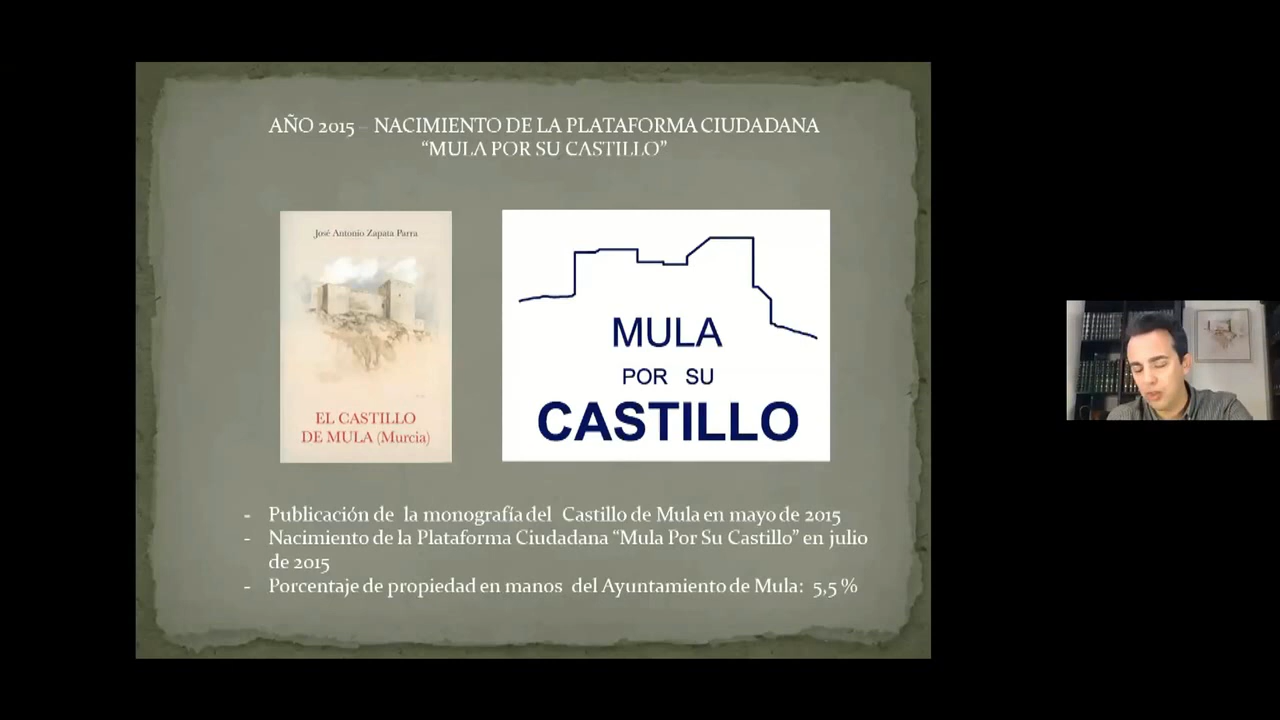 AÑO 2015 – NACIMIENTO DE LA PLATAFORMA CIUDADANA
“MULA POR SU CASTILLO”
José Antonio Zapata Parra
EL CASTILLO
DE MULA (Murcia)
MULA
POR SU
CASTILLO
- Publicación de la monografía del Castillo de Mula en mayo de 2015
- Nacimiento de la Plataforma Ciudadana “Mula Por Su Castillo” en julio
de 2015
- Porcentaje de propiedad en manos del Ayuntamiento de Mula: 5,5 %